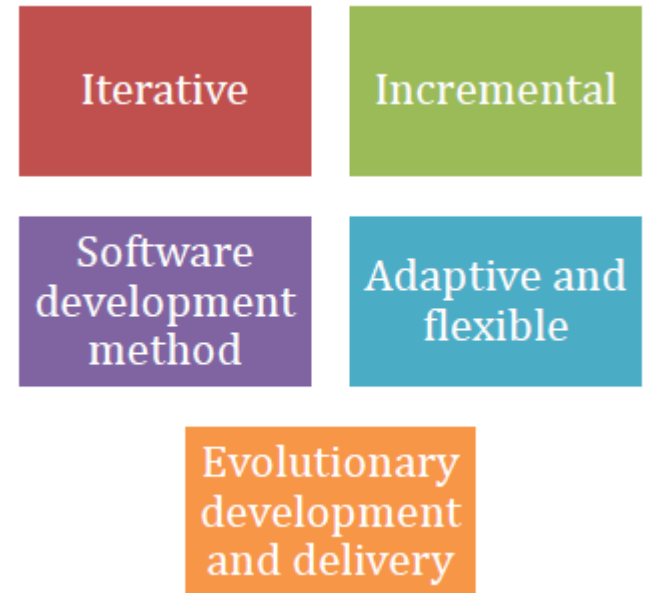 Iterative
Incremental
Software
development
method
Adaptive and
flexible
Evolutionary
development
and delivery